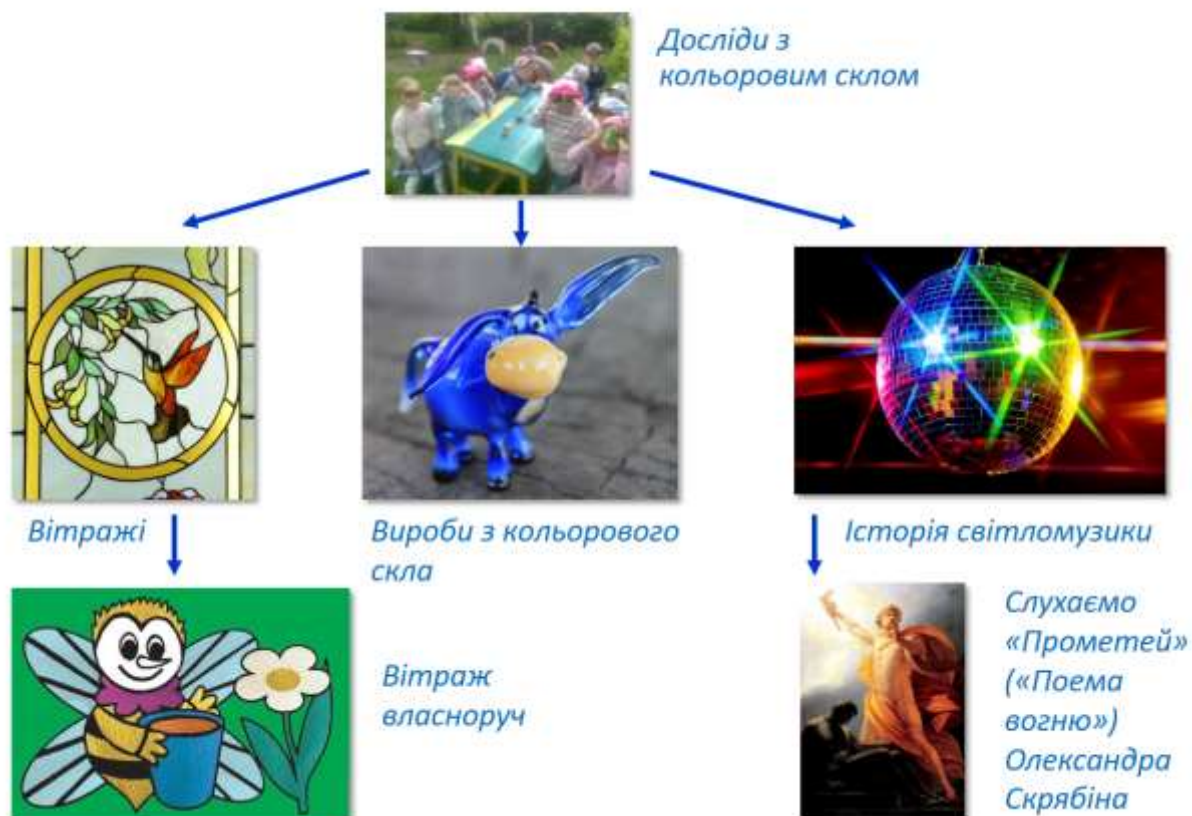 Досліди з
кольоровим склом
Вітражі
Вироби з кольорового
скла
Історія світломузики
Вітраж
власноруч
Слухаємо
«Прометей»
(«Поема
вогню»)
Олександра
Скрябіна